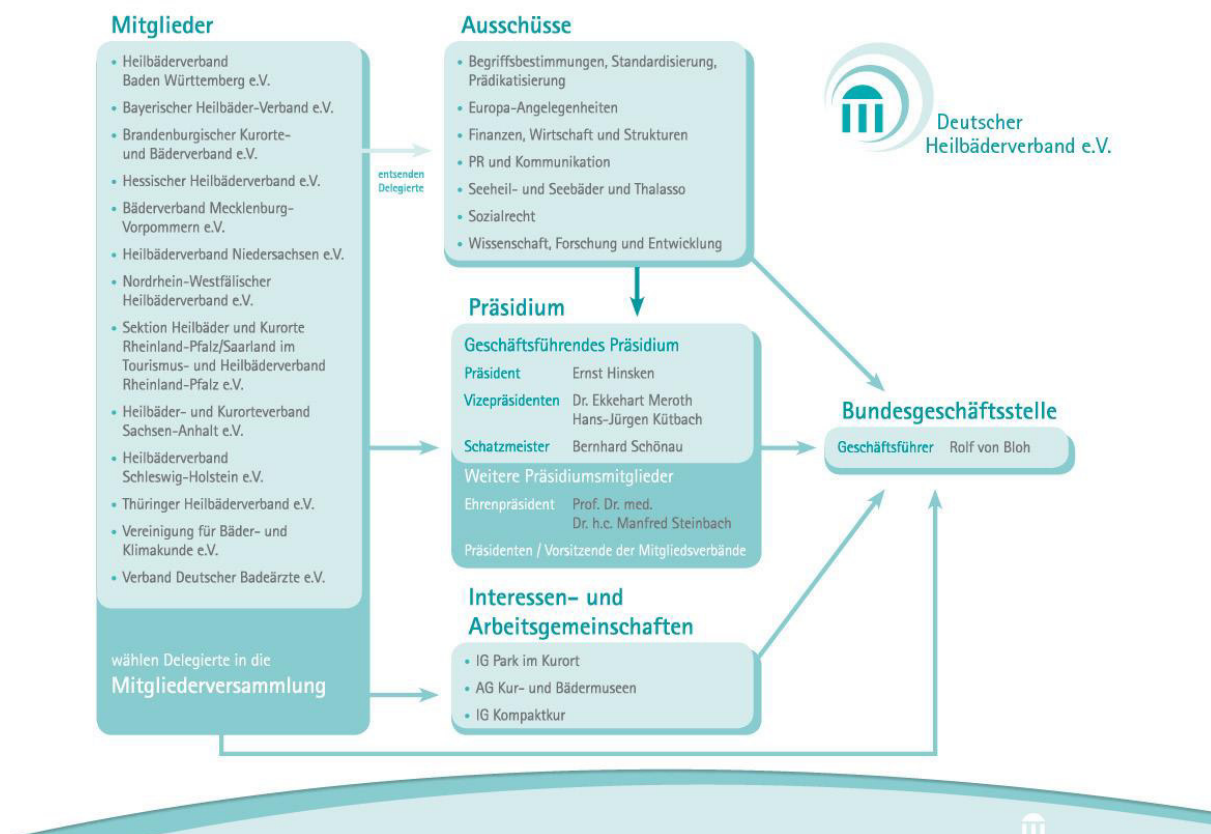 Mitglieder
• Heilbäderverband
Baden Württemberg e.V.
• Bayerischer Heilbäder-Verband e.V.
• Brandenburgischer Kurorte-
und Bäderverband e.V.
• Hessischer Heilbäderverband e.V.
• Bäderverband Mecklenburg-
Vorpommern e.V.
• Heilbäderverband Niedersachsen e.V.
• Nordrhein-Westfälischer
Heilbäderverband e.V.
• Sektion Heilbäder und Kurorte
Rheinland-Pfalz/Saarland im
Tourismus- und Heilbäderverband
Rheinland-Pfalz e.V.
• Heilbäder- und Kurorteverband
Sachsen-Anhalt e.V.
• Heilbäderverband
Schleswig-Holstein e.V.
• Thüringer Heilbäderverband e.V.
• Vereinigung für Bäder- und
Klimakunde e.V.
• Verband Deutscher Badeärzte e.V.
wählen Delegierte in die
Mitgliederversammlung
entsenden
Delegierte
Ausschüsse
• Begriffsbestimmungen, Standardisierung,
Prädikatisierung
• Europa-Angelegenheiten
• Finanzen, Wirtschaft und Strukturen
• PR und Kommunikation
• Seeheil- und Seebäder und Thalasso
• Sozialrecht
• Wissenschaft, Forschung und Entwicklung
Präsidium
Geschäftsführendes Präsidium
Präsident Ernst Hinsken
Vizepräsidenten Dr. Ekkehart Meroth
Hans-Jürgen Kütbach
Schatzmeister Bernhard Schönau
Weitere Präsidiumsmitglieder
Ehrenpräsident Prof. Dr. med.
Dr. h.c. Manfred Steinbach
Präsidenten / Vorsitzende der Mitgliedsverbände
Interessen- und
Arbeitsgemeinschaften
• IG Park im Kurort
• AG Kur- und Bädermuseen
• IG Kompaktkur
Deutscher
Heilbäderverband e.V.
Bundesgeschäftsstelle
Geschäftsführer Rolf von Bloh